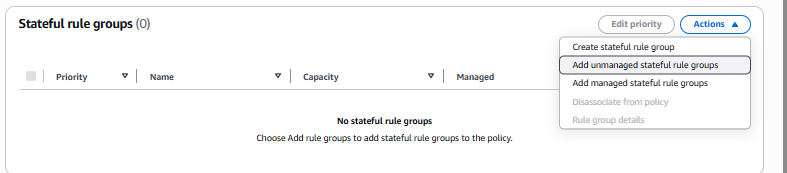 Stateful rule groups (0)
Edit priority
Actions
Create stateful rule group
Add unmanaged stateful rule groups
Add managed stateful rule groups
Disassociate from policy
Rule group details
Priority
Name
Capacity
Managed
No stateful rule groups
Choose Add rule groups to add stateful rule groups to the policy.